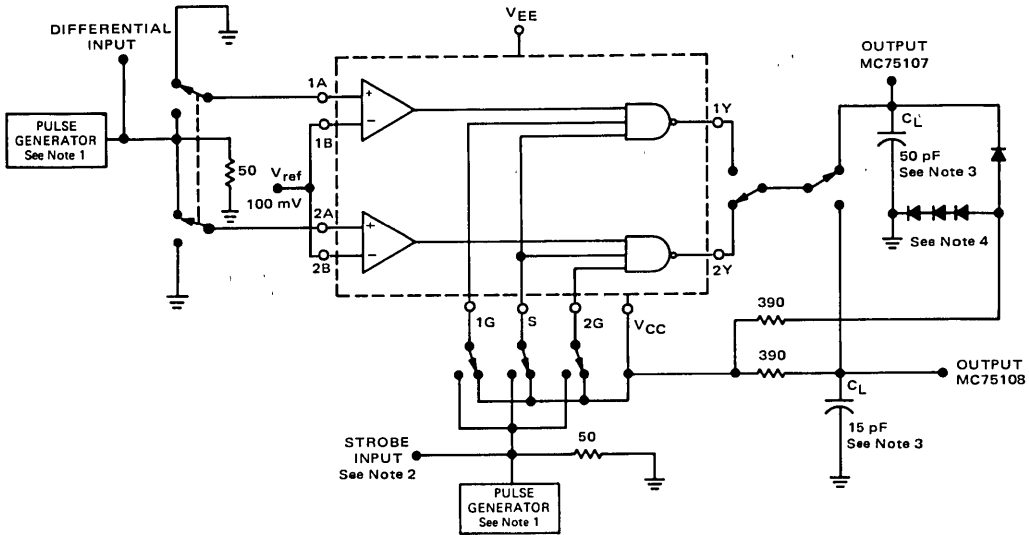 VEE
DIFFERENTIAL
INPUT
OUTPUT
MC75107
1A
+
−
1B
1Y
PULSE
GENERATOR
See Note 1
50
Vref
100 mV
CL
50 pF
See Note 3
2A
+
−
2B
2Y
See Note 4
1G
S
2G
VCC
390
390
OUTPUT
MC75108
CL
15 pF
See Note 3
STROBE
INPUT
See Note 2
50
PULSE
GENERATOR
See Note 1